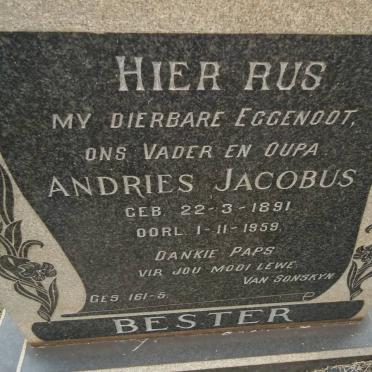 HIER RUS
MY DIERBARE EGGENOOT,
ONS VADER EN OUPA
ANDRIES JACOBUS
GEB. 22-3-1891
OORL. 1-11-1959.
DANKIE PAPS
VIR JOU MOOI LEWE
VAN SONSKYN.
GES. 161-5. P
BESTER